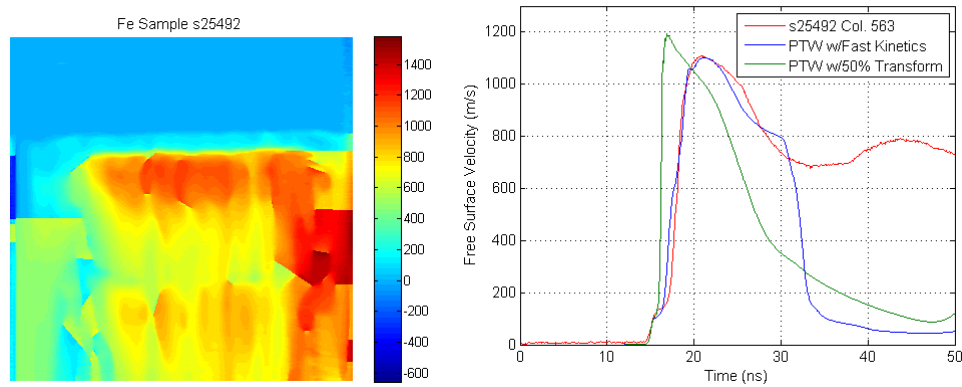 Fe Sample s25492
1400
1200
1000
800
600
400
200
0
-200
-400
-600
s25492 Col. 563
PTW w/Fast Kinetics
PTW w/50% Transform
Free Surface Velocity (m/s)
1200
1000
800
600
400
200
0
0 10 20 30 40 50
Time (ns)